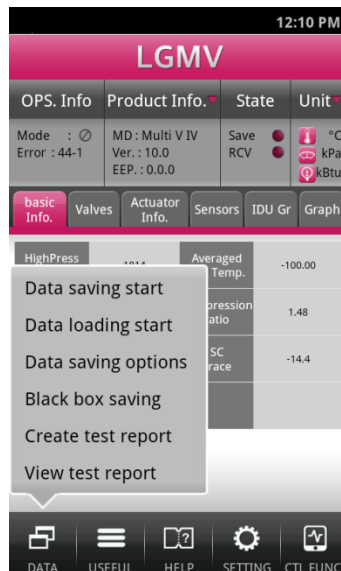 12:10 PM
LGMV
OPS. Info Product Info. State Unit
Mode : ⊘ MD : Multi V IV Save °C
Error : 44-1 Ver. : 10.0 RCV kPa
EEP. : 0.0.0 kBtu
basic Info. Valves Actuator Info. Sensors IDU Gr Graph
HighPress Averaged
Temp. -100.00
pression
atio 1.48
SC
race -14.4
Data saving start
Data loading start
Data saving options
Black box saving
Create test report
View test report
DATA USEFUL HELP SETTING CTL FUNC